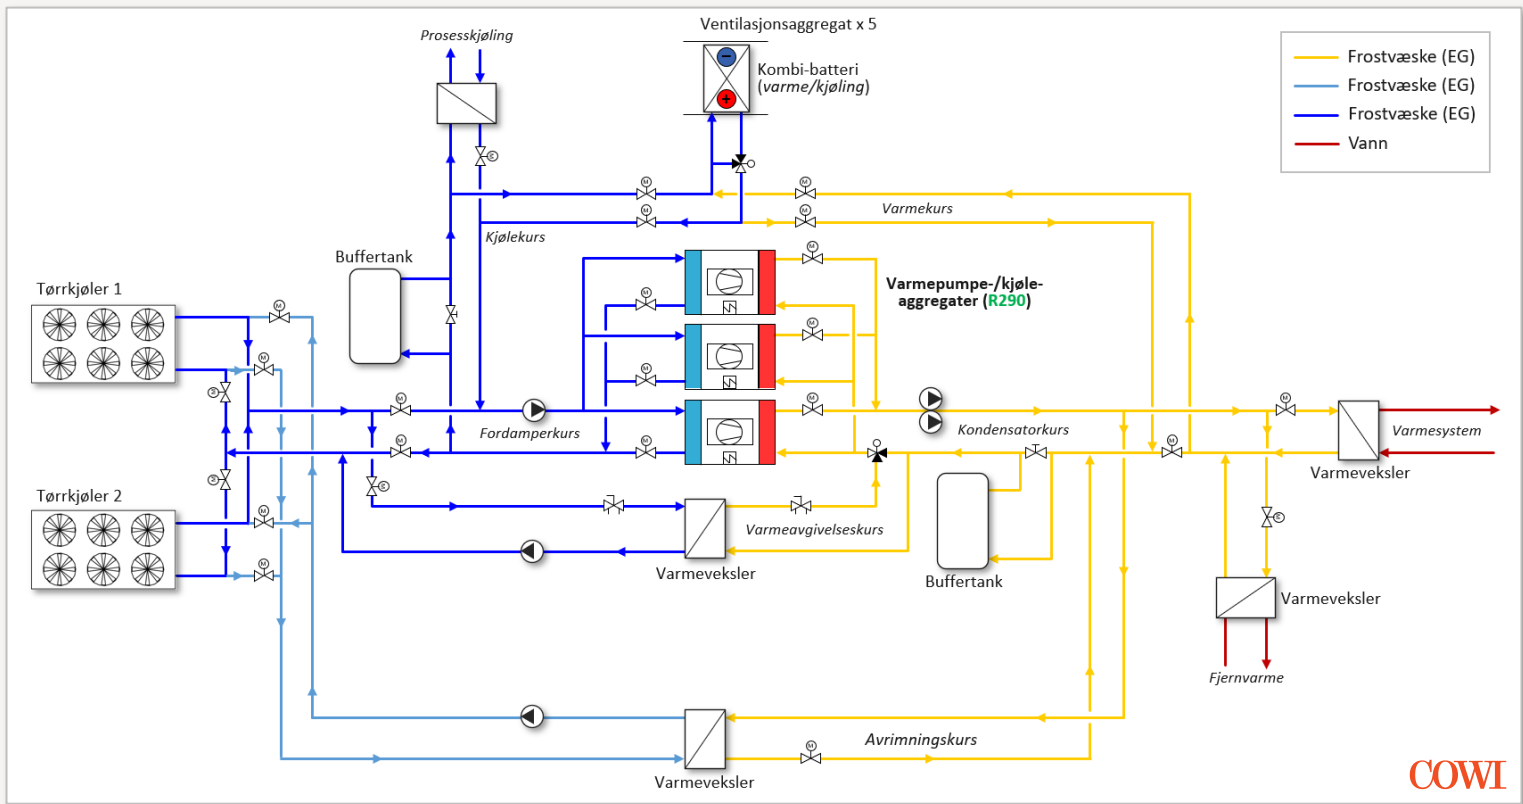 Prosesskjøling
Ventilasjonsaggregat x 5
Kombi-batteri
(varme/kjøling)
Frostvæske (EG)
Frostvæske (EG)
Frostvæske (EG)
Vann
M
M
M
M
M
Varmekurs
Kjølekurs
Buffertank
Varmepumpe-/kjøle-
aggregater (R290)
Tørrkjøler 1
M
M
M
M
M
M
M
M
M
M
M
Fordamperkurs
Kondensatorkurs
Varmesystem
M
M
M
Varmeveksler
Tørrkjøler 2
M
M
M
M
M
Varmeavgivelseskurs
Varmeveksler
Buffertank
Varmeveksler
Fjernvarme
M
Avrimningskurs
Varmeveksler
COWI